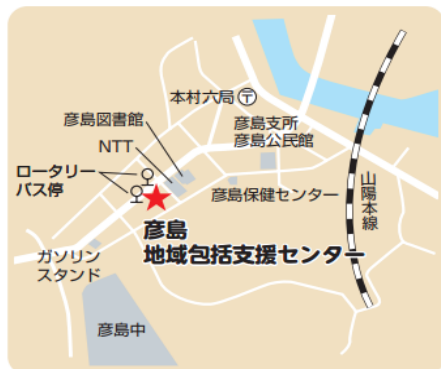 本村六局
彦島図書館
NTT
彦島支所
彦島公民館
ロータリー
バス停
彦島保健センター
山陽本線
彦島
地域包括支援センター
ガソリン
スタンド
彦島中